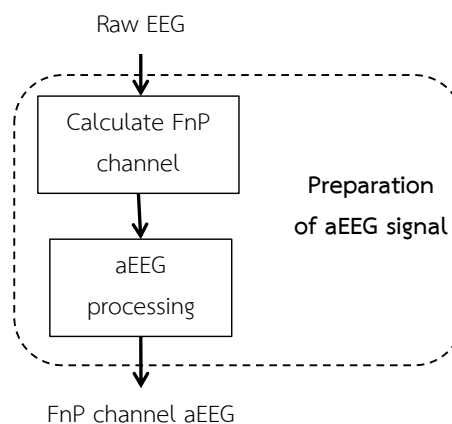 Raw EEG
Calculate FnP
channel
Preparation
of aEEG signal
aEEG
processing
FnP channel aEEG